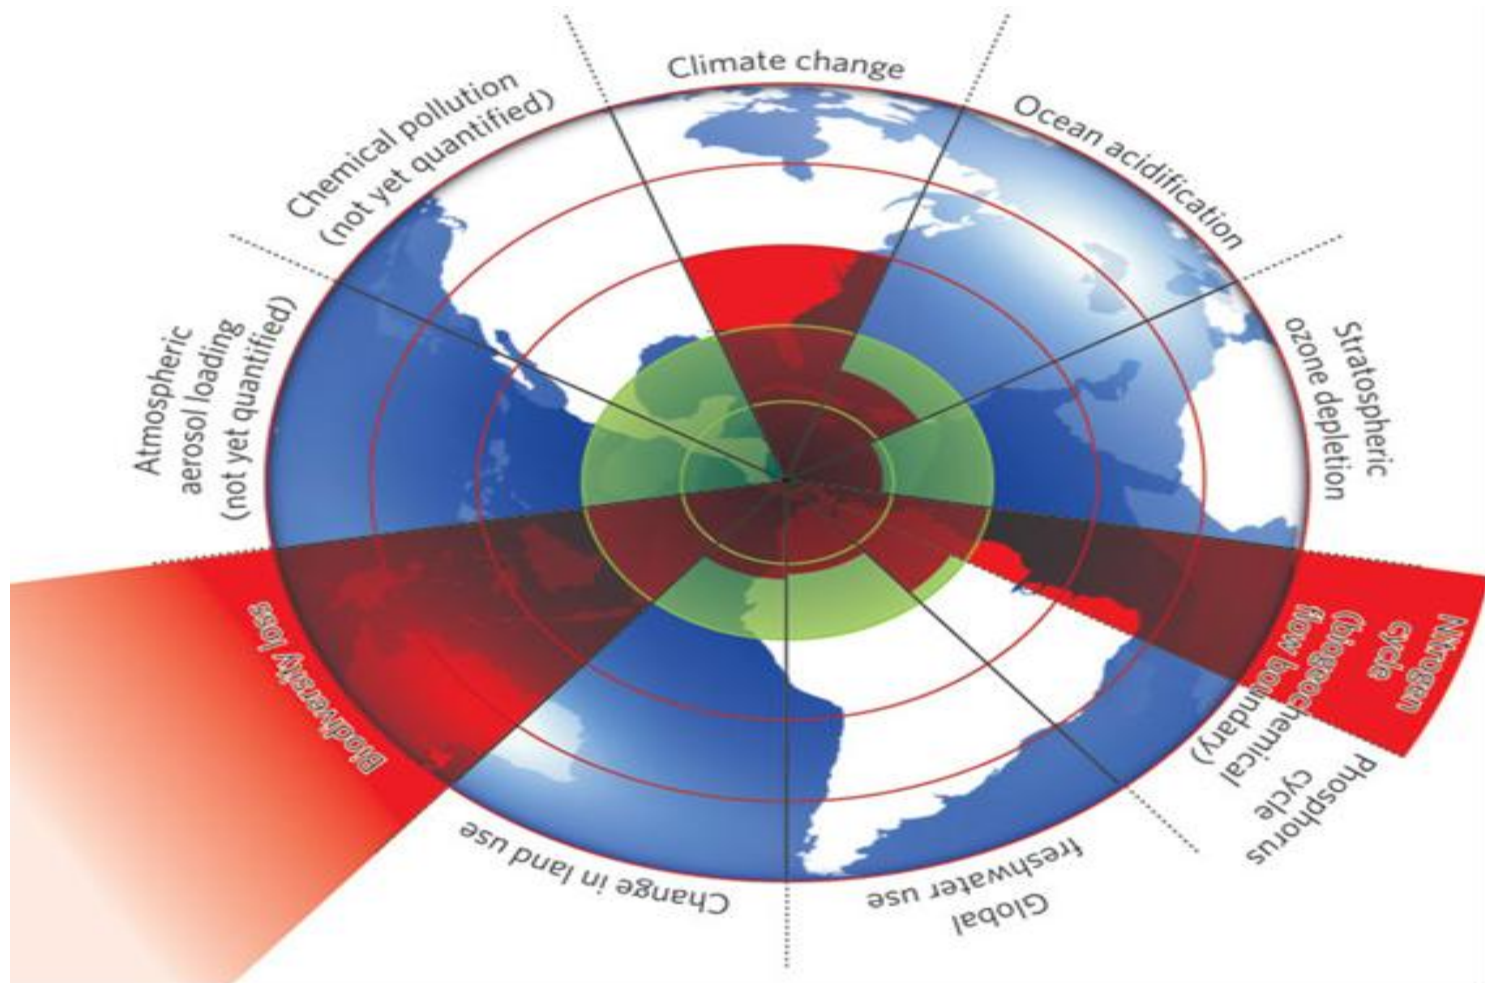 Climate change
Ocean acidification
Stratospheric
ozone depletion
Nitrogen
cycle
(biogeochemical
flow boundary)
Phosphorus
cycle
Global
freshwater use
Change in land use
Biodiversity loss
Atmospheric
aerosol loading
(not yet quantified)
Chemical pollution
(not yet quantified)